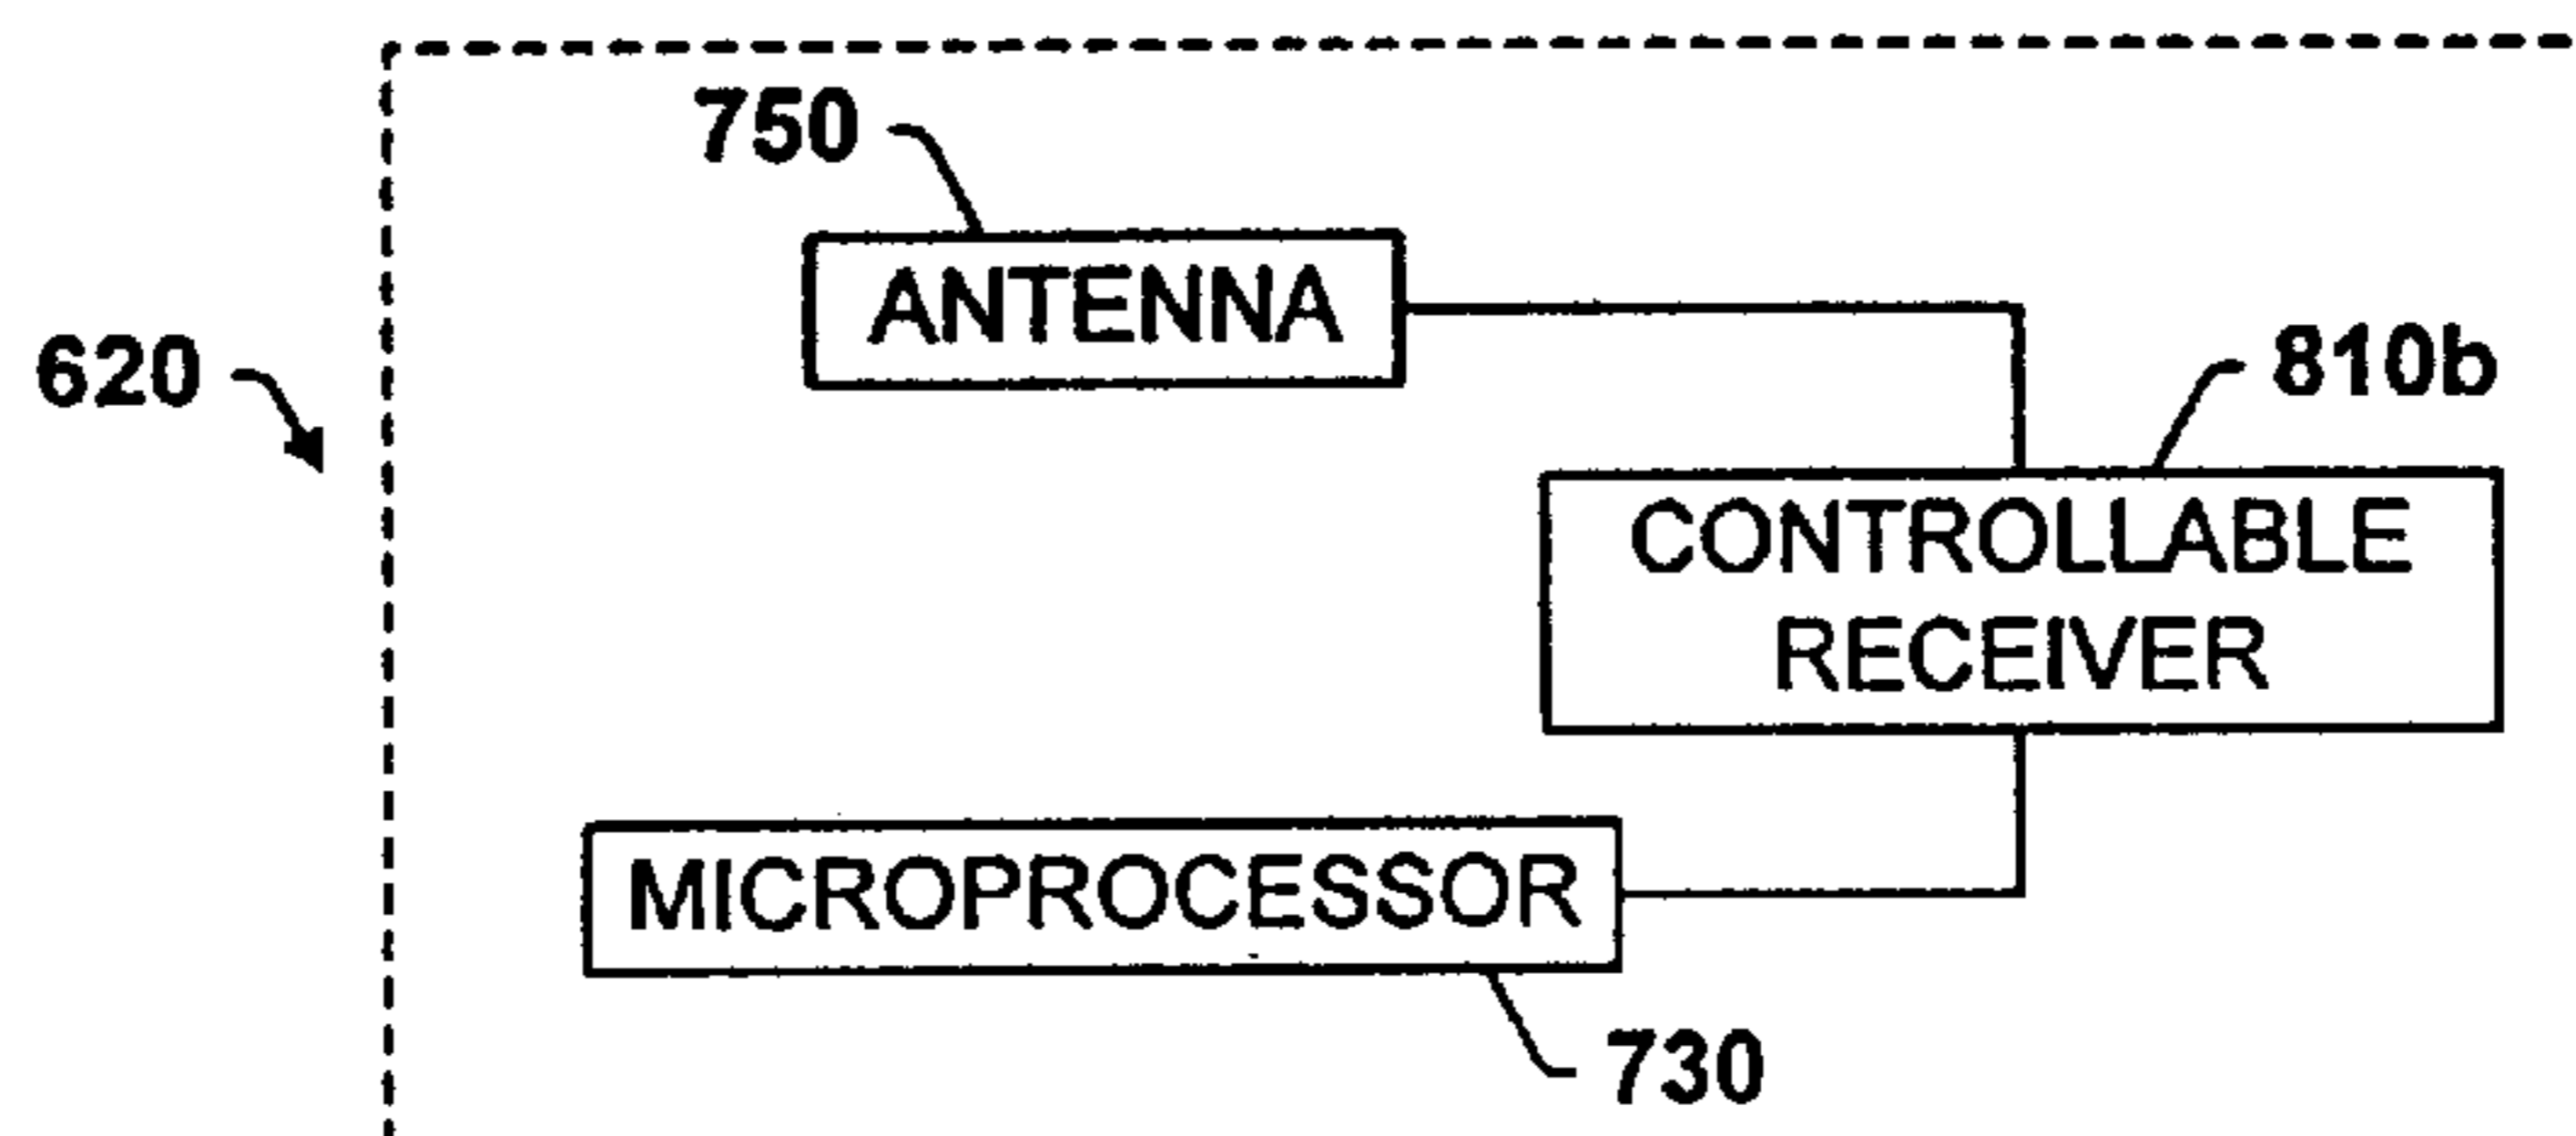 750
ANTENNA
620
810b
CONTROLLABLE
RECEIVER
MICROPROCESSOR
730